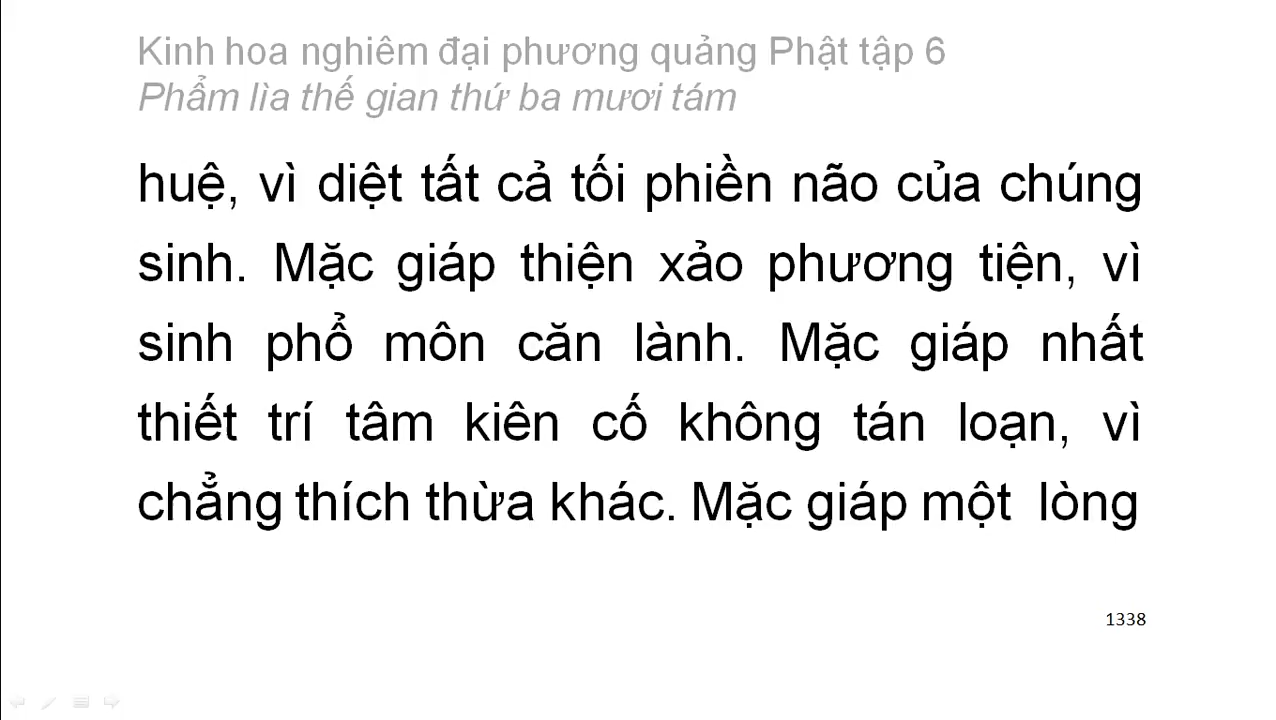 Kinh hoa nghiêm đại phương quảng Phật tập 6
Phẩm lìa thế gian thứ ba mươi tám
huệ, vì diệt tất cả tối phiền não của chúng
sinh. Mặc giáp thiện xảo phương tiện, vì
sinh phổ môn căn lành. Mặc giáp nhất
thiết trí tâm kiên cố không tán loạn, vì
chẳng thích thừa khác. Mặc giáp một lòng
1338